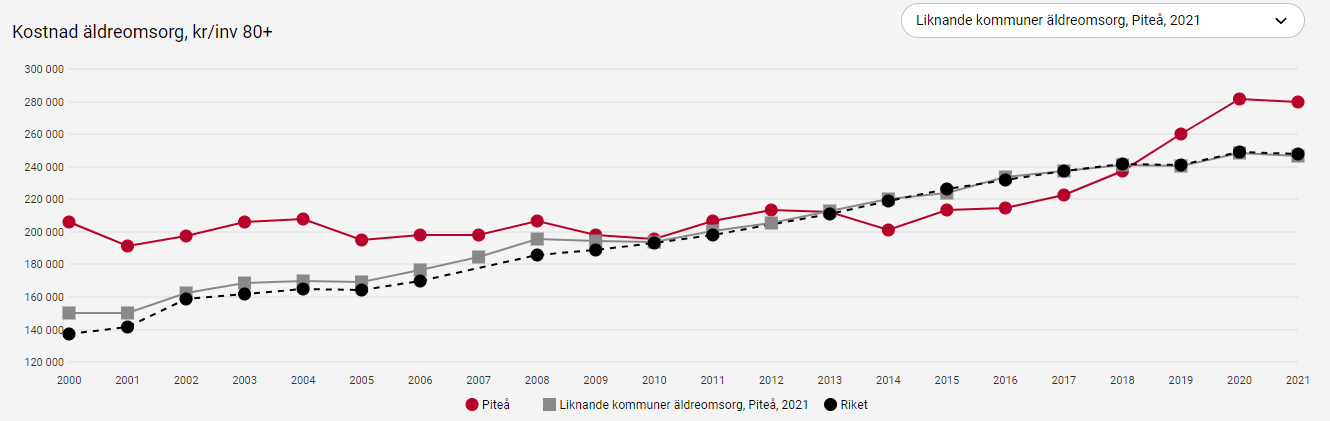 Liknande kommuner äldreomsorg, Piteå, 2021
Kostnad äldreomsorg, kr/inv 80+
300 000
280 000
260 000
240 000
220 000
200 000
180 000
160 000
140 000
120 000
2000 2001 2002 2003 2004 2005 2006 2007 2008 2009 2010 2011 2012 2013 2014 2015 2016 2017 2018 2019 2020 2021
Piteå Liknande kommuner äldreomsorg, Piteå, 2021 Riket